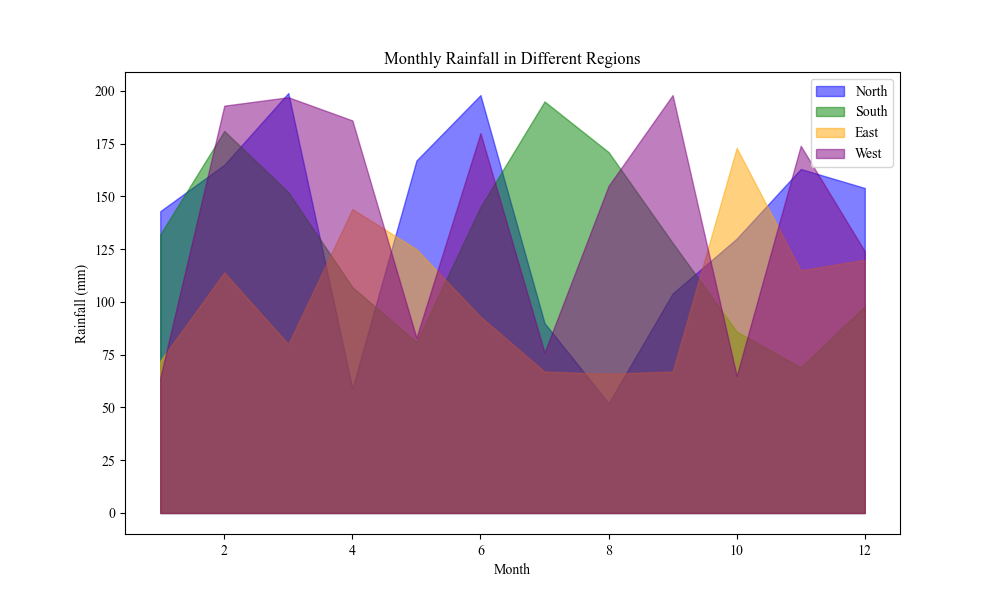 Monthly Rainfall in Different Regions
North
South
East
West
Rainfall (mm)
200
175
150
125
100
75
50
25
0
2 4 6 8 10 12
Month